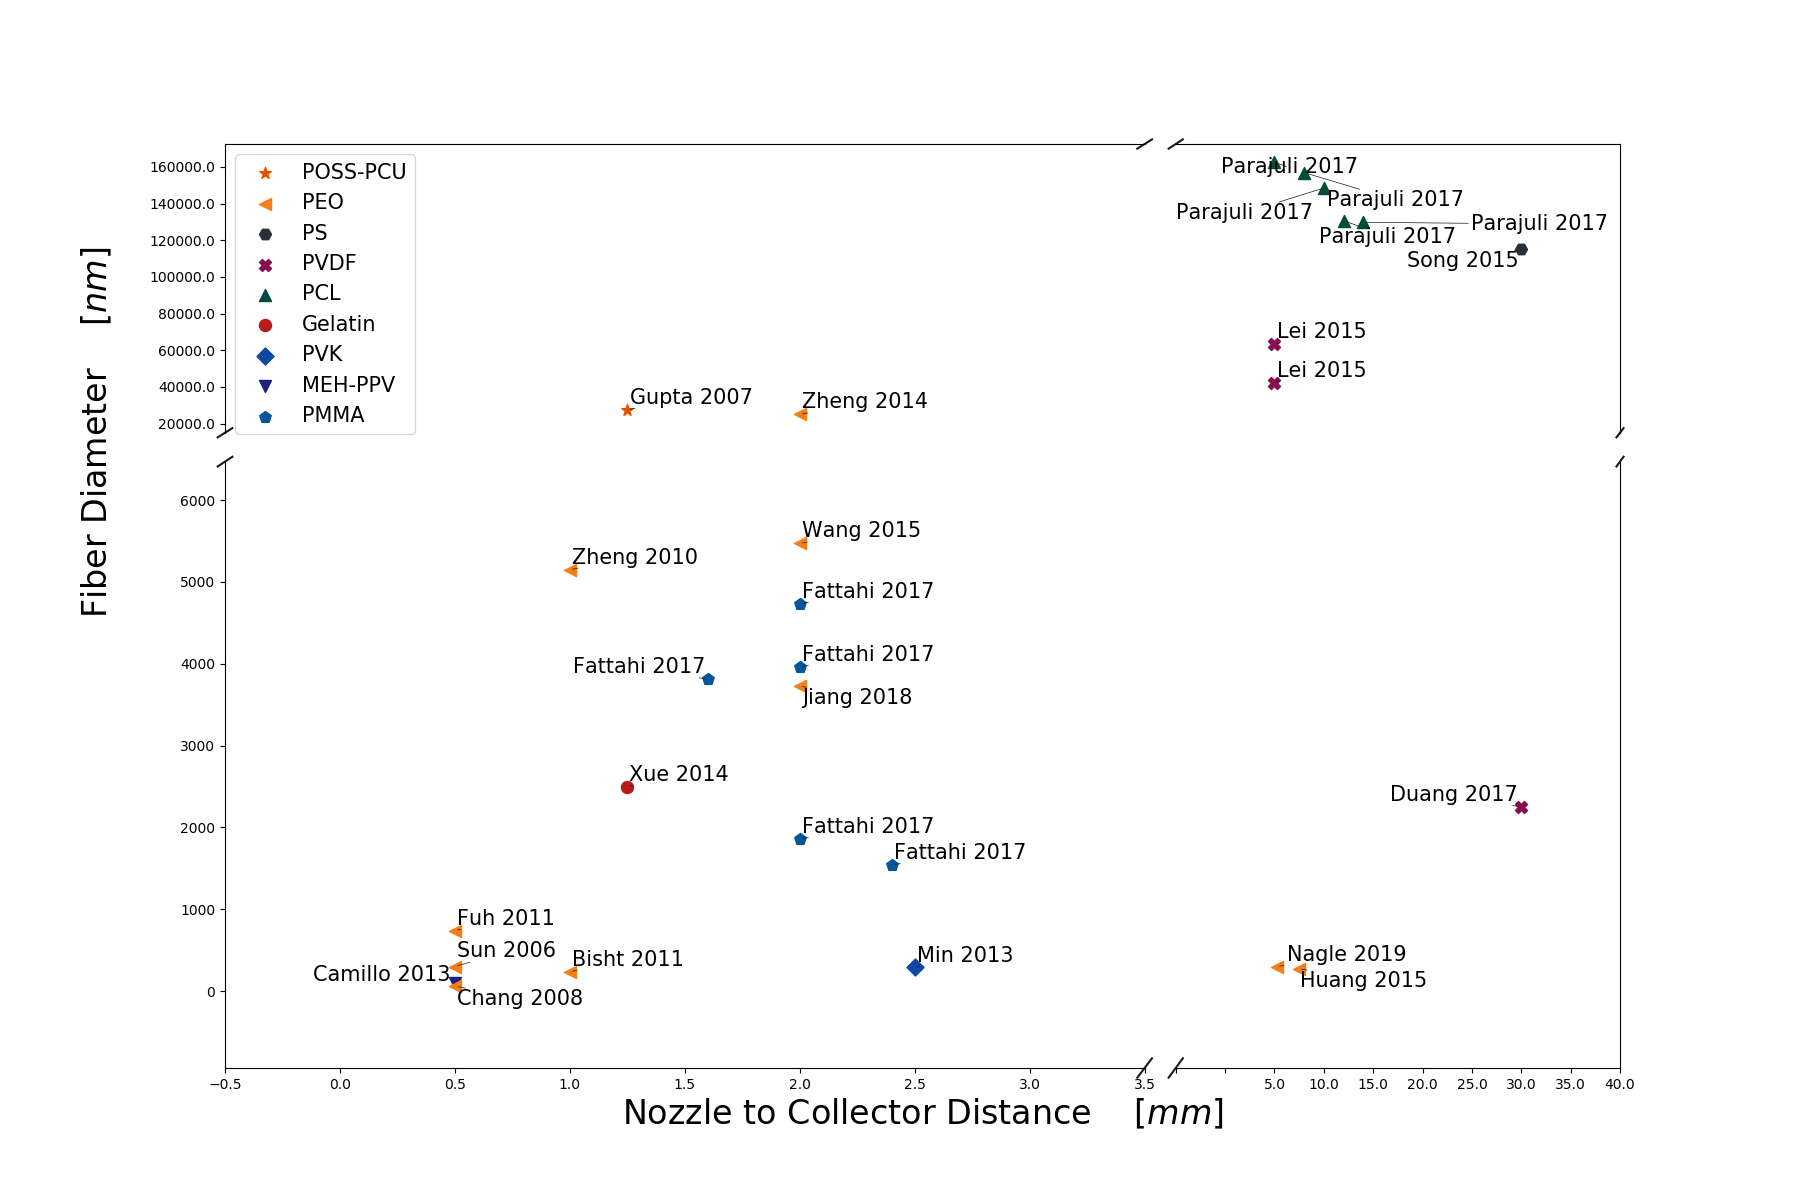 160000.0
140000.0
120000.0
100000.0
80000.0
60000.0
40000.0
20000.0
6000
5000
4000
3000
2000
1000
0
Fiber Diameter [nm]
POSS-PCU
PEO
PS
PVDF
PCL
Gelatin
PVK
MEH-PPV
PMMA
Parajuli 2017
Parajuli 2017
Parajuli 2017
Parajuli 2017
Parajuli 2017
Song 2015
Lei 2015
Lei 2015
Gupta 2007
Zheng 2014
Wang 2015
Zheng 2010
Fattahi 2017
Fattahi 2017
Fattahi 2017
Jiang 2018
Xue 2014
Duang 2017
Fattahi 2017
Fattahi 2017
Fuh 2011
Sun 2006
Camillo 2013
Chang 2008
Bisht 2011
Min 2013
Nagle 2019
Huang 2015
−0.5 0.0 0.5 1.0 1.5 2.0 2.5 3.0 3.5 5.0 10.0 15.0 20.0 25.0 30.0 35.0 40.0
Nozzle to Collector Distance [mm]